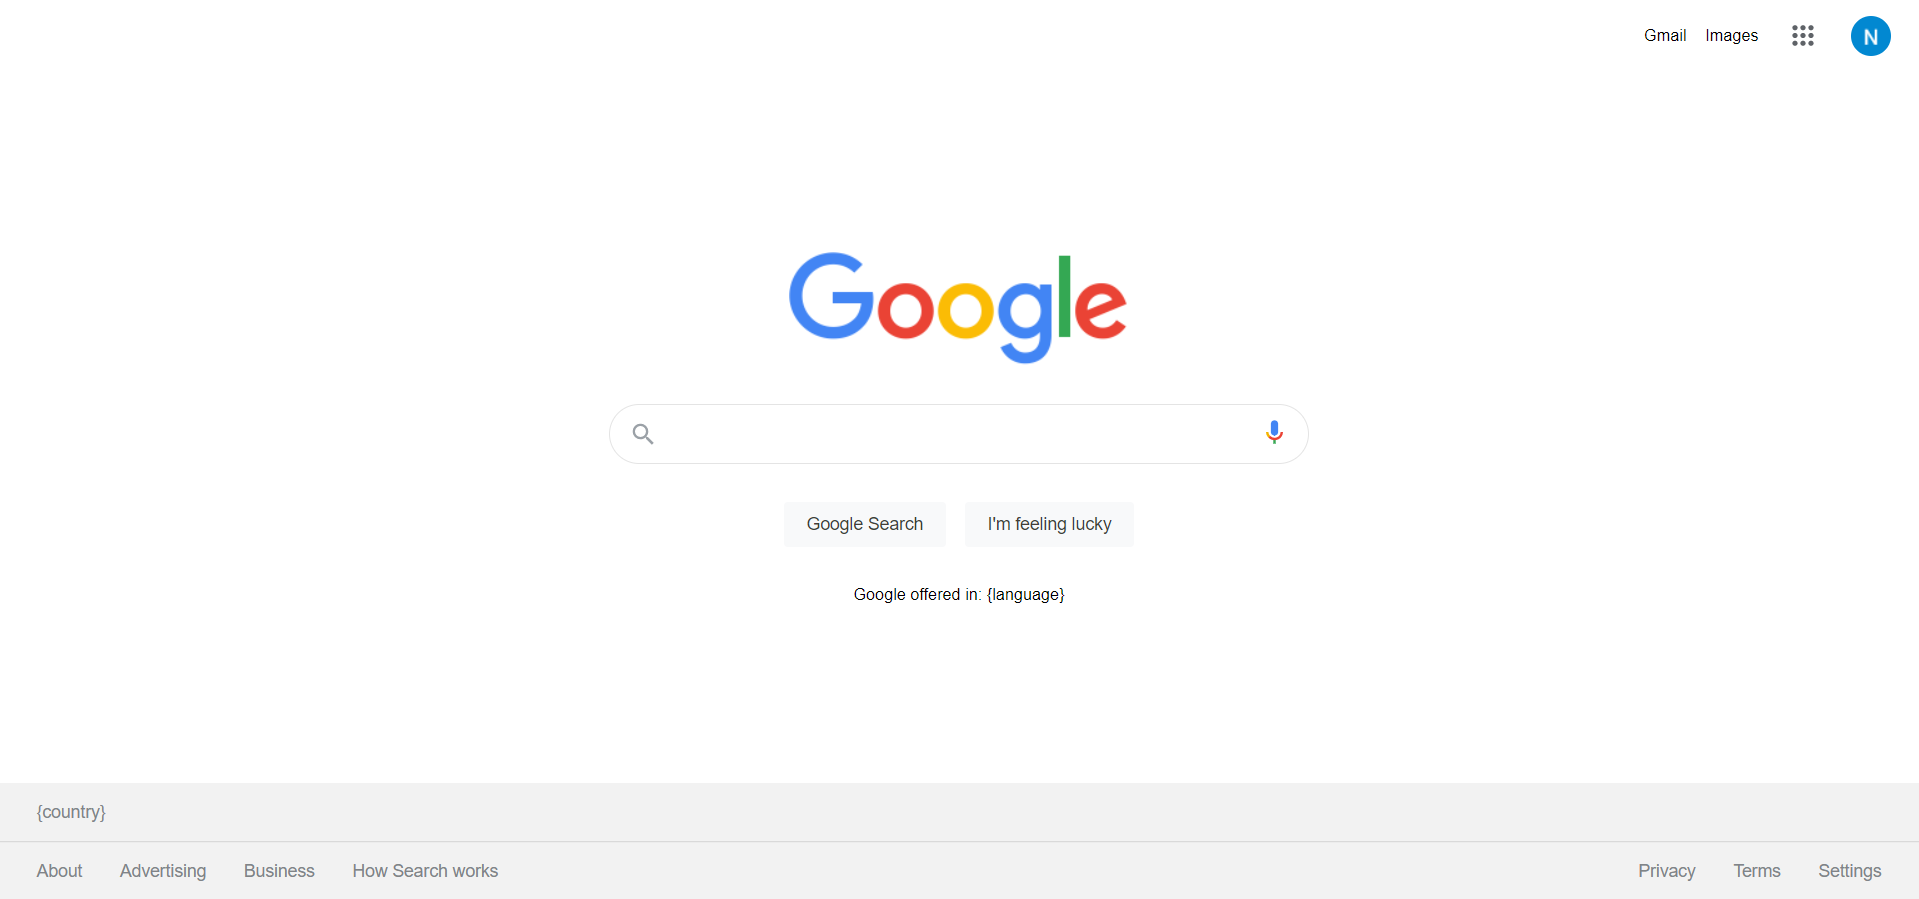 Gmail Images N
Google
Google Search I'm feeling lucky
Google offered in: {language}
{country}
About Advertising Business How Search works Privacy Terms Settings